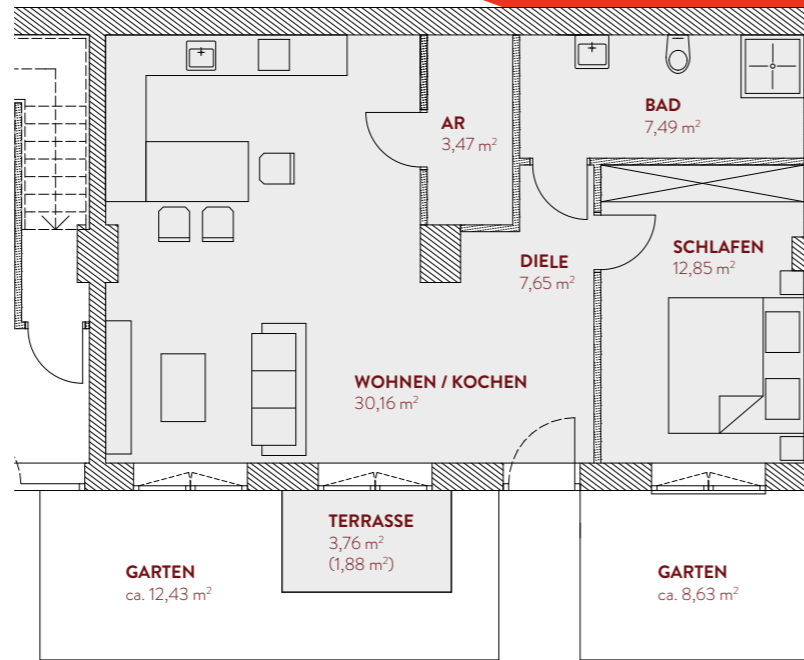 AR
3,47 m²
BAD
7,49 m²
DIELE
7,65 m²
SCHLAFEN
12,85 m²
WOHNEN / KOCHEN
30,16 m²
TERRASSE
3,76 m²
(1,88 m²)
GARTEN
ca. 12,43 m²
GARTEN
ca. 8,63 m²